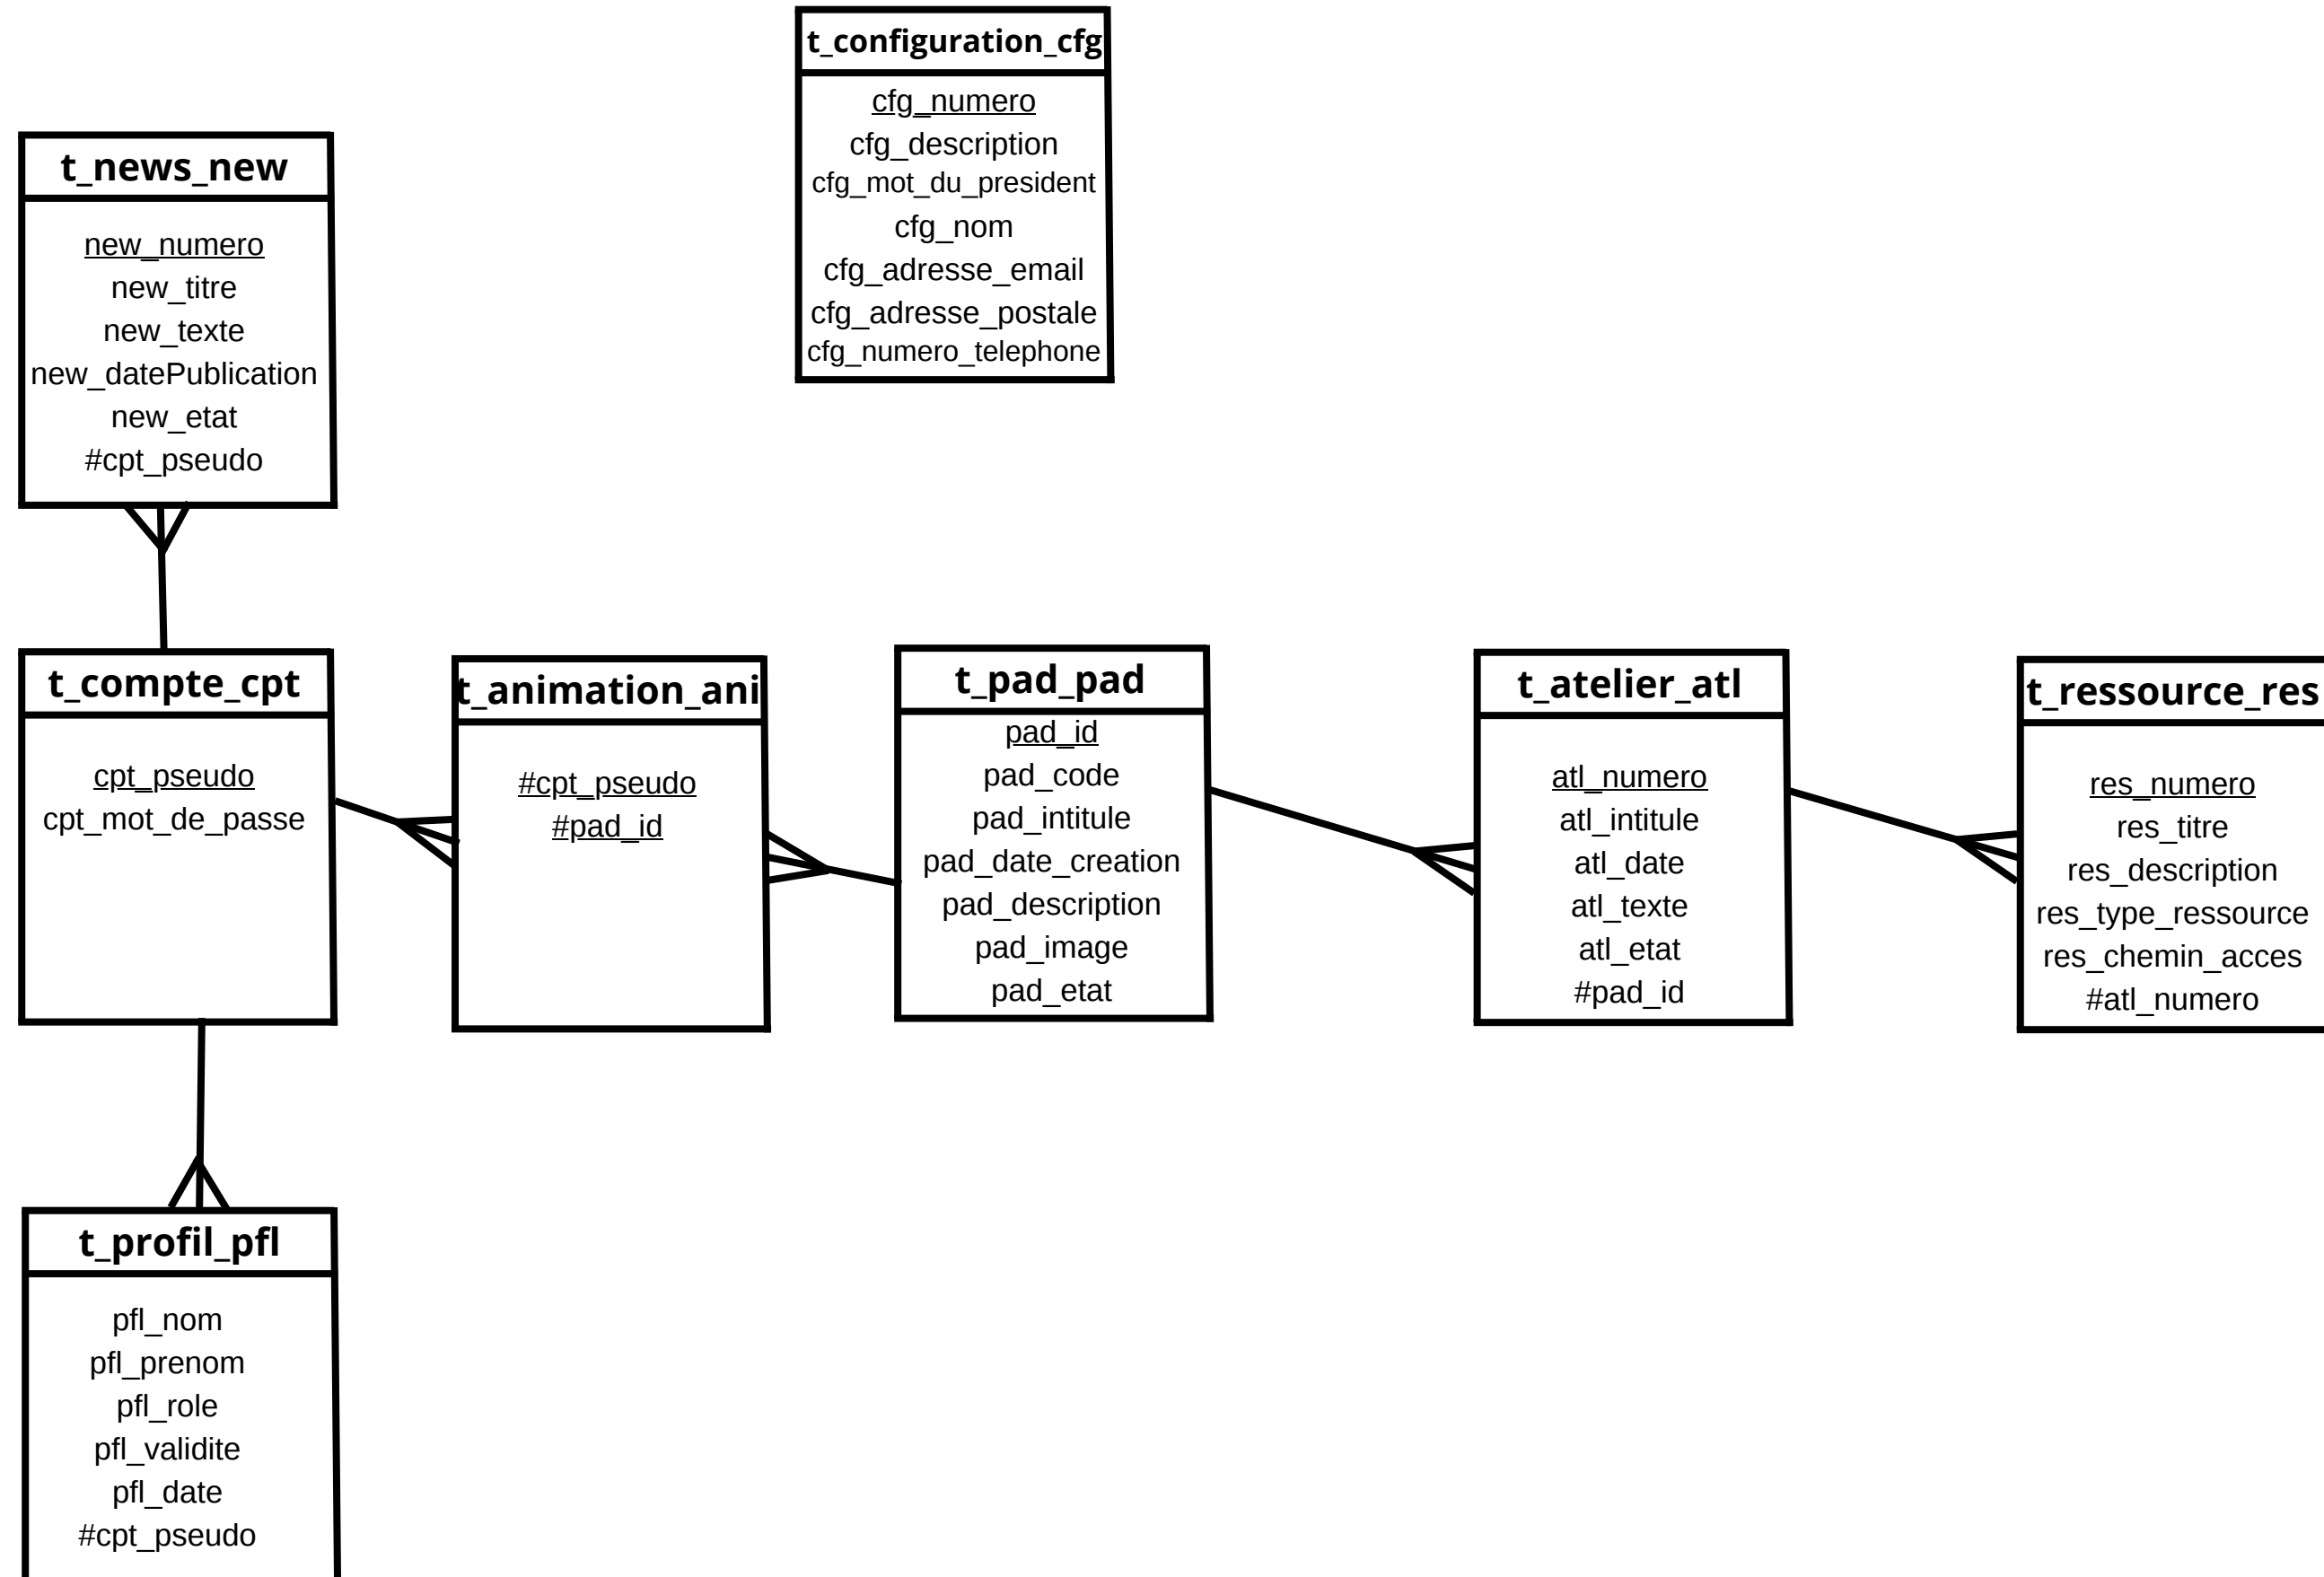 t_configuration_cfg
cfg_numero
cfg_description
cfg_mot_du_president
cfg_nom
cfg_adresse_email
cfg_adresse_postale
cfg_numero_telephone
t_news_new
new_numero
new_titre
new_texte
new_datePublication
new_etat
#cpt_pseudo
t_compte_cpt
cpt_pseudo
cpt_mot_de_passe
t_animation_ani
#cpt_pseudo
#pad_id
t_pad_pad
pad_id
pad_code
pad_intitule
pad_date_creation
pad_description
pad_image
pad_etat
t_atelier_atl
atl_numero
atl_intitule
atl_date
atl_texte
atl_etat
#pad_id
t_ressource_res
res_numero
res_titre
res_description
res_type_ressource
res_chemin_acces
#atl_numero
t_profil_pfl
pfl_nom
pfl_prenom
pfl_role
pfl_validite
pfl_date
#cpt_pseudo